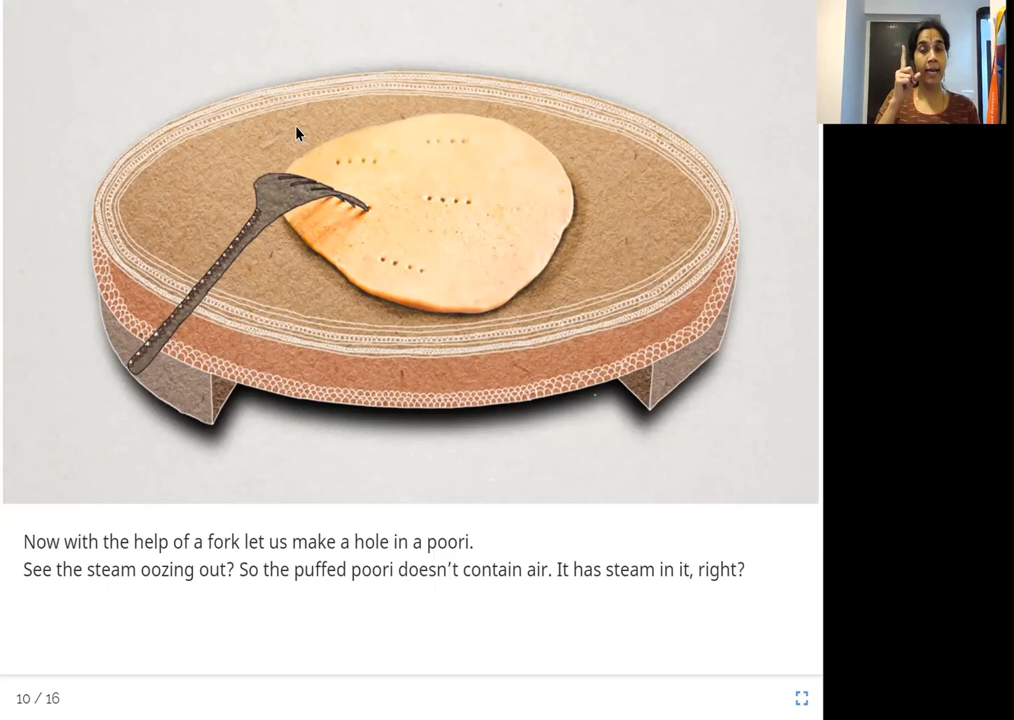 Now with the help of a fork let us make a hole in a poori.
See the steam oozing out? So the puffed poori doesn’t contain air. It has steam in it, right?
10 / 16